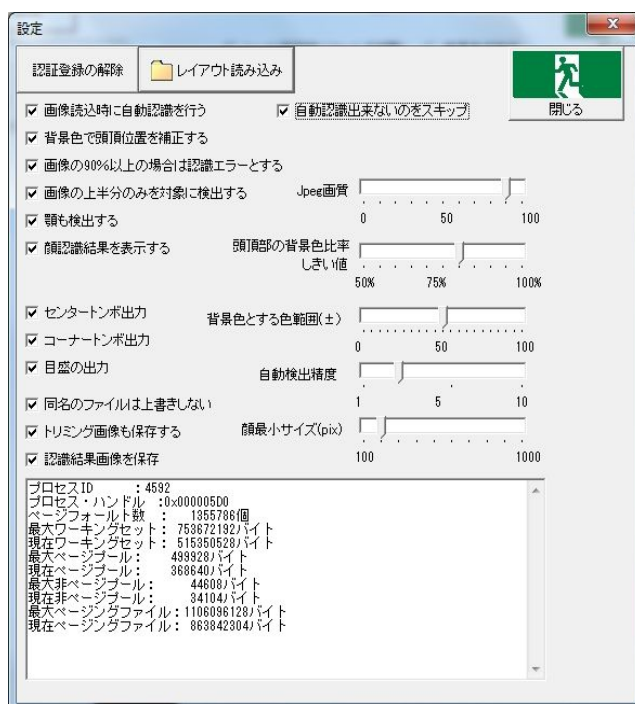 設定
認証登録の解除
レイアウト読み込み
閉じる
画像読込時に自動認識を行う
自動認識出来ないのをスキップ
背景色で頭頂位置を補正する
画像の90%以上の場合は認識エラーとする
画像の上半分のみを対象に検出する
Jpeg画質
0 50 100
顎も検出する
顔認識結果を表示する
頭頂部の背景色比率
しきい値
50% 75% 100%
センタートンボ出力
背景色とする色範囲(±)
0 50 100
コーナートンボ出力
目盛の出力
自動検出精度
1 5 10
同名のファイルは上書きしない
トリミング画像も保存する
顔最小サイズ(pix)
100 1000
認識結果画像を保存
プロセスID :4592
プロセス・ハンドル :0x000005D0
ページフォールト数 : 1355786個
最大ワーキングセット: 753672192バイト
現在ワーキングセット: 515350528バイト
最大ページプール: 499928バイト
現在ページプール: 368640バイト
最大非ページプール: 44608バイト
現在非ページプール: 34104バイト
最大ページングファイル:1106096128バイト
現在ページングファイル: 863842304バイト